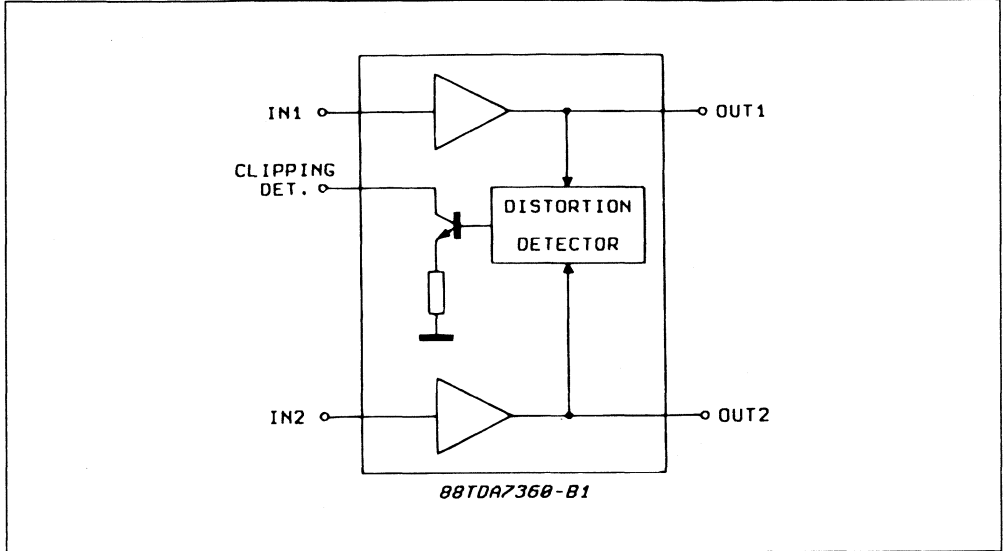 IN1
OUT1
CLIPPING
DET.
DISTORTION
DETECTOR
IN2
OUT2
88TDA7360-B1